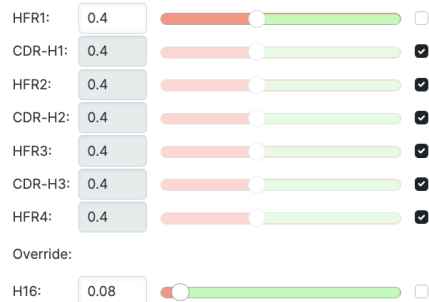 HFR1: 0.4
CDR-H1: 0.4
HFR2: 0.4
CDR-H2: 0.4
HFR3: 0.4
CDR-H3: 0.4
HFR4: 0.4
Override:
H16: 0.08